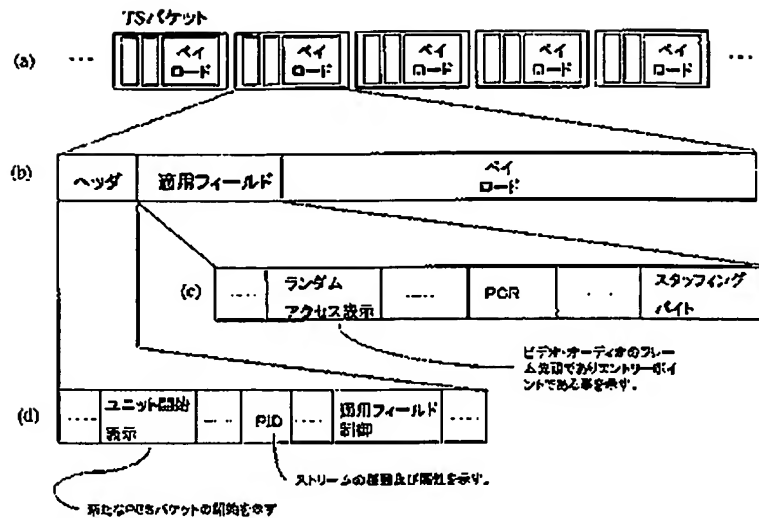 TSパケット
(a)
····
ペイ
ロード
ペイ
ロード
ペイ
ロード
ペイ
ロード
ペイ
ロード
····
(b)
ヘッダ
適用フィールド
ペイ
ロード
(c)
····
ランダム
アクセス表示
····
PCR
· ·
スタッフィング
バイト
ビデオ・オーディオのフレー
ム先頭でありエントリーポイ
ントである事を示す。
(d)
····
ユニット開始
表示
····
PID
····
適用フィールド
制御
····
ストリームの種別及び属性を示す。
新たなPESパケットの開始を示す